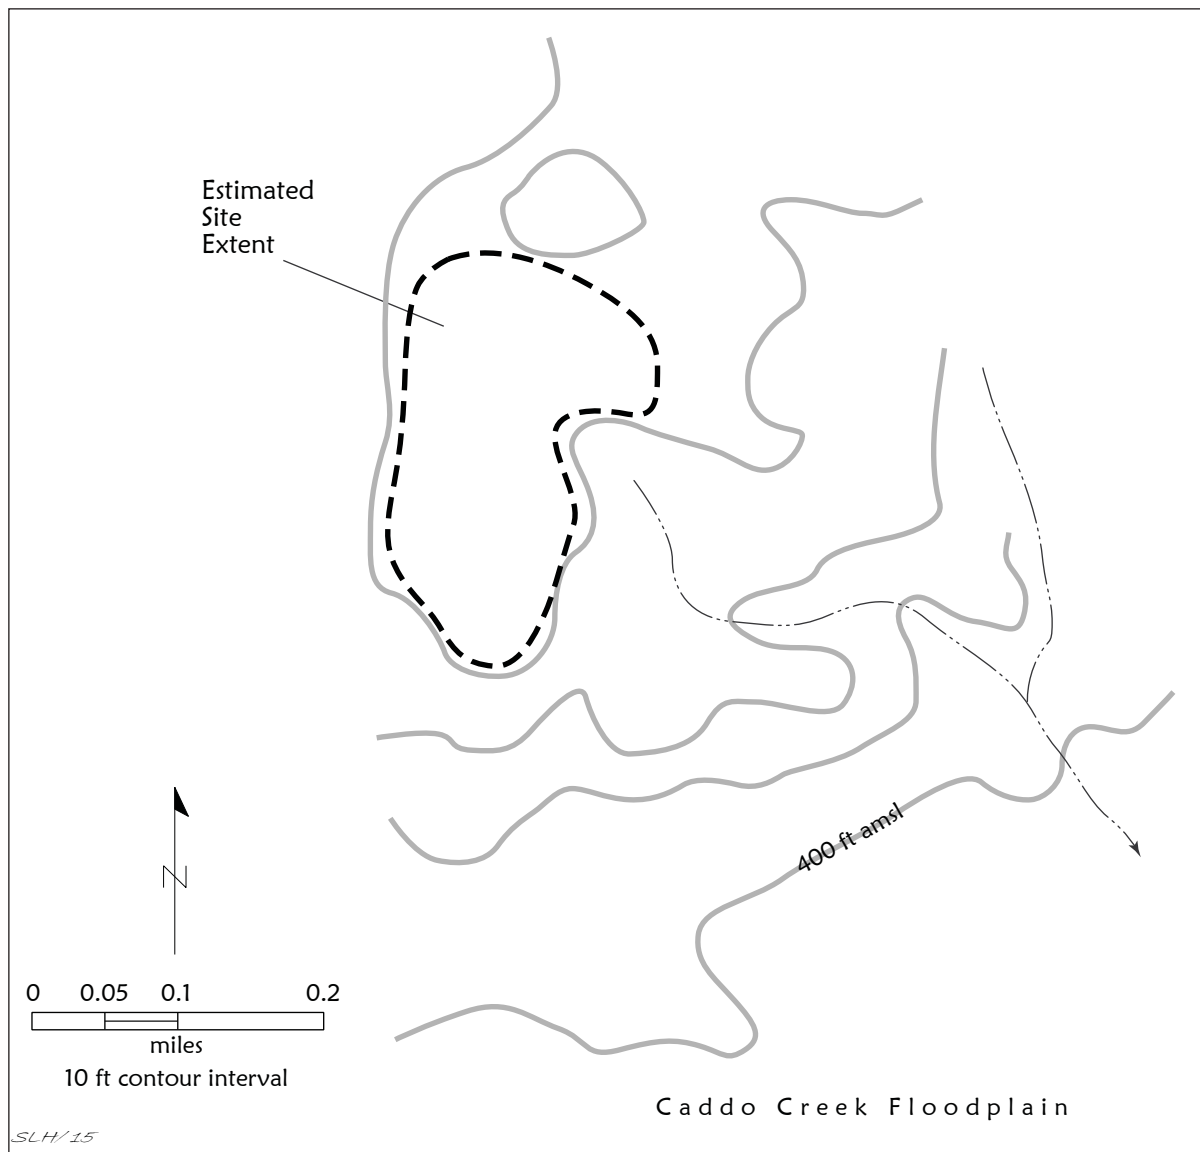 Estimated
Site
Extent
400 ft amsl
N
0 0.05 0.1 0.2
miles
10 ft contour interval
Caddo Creek Floodplain
SLH/15